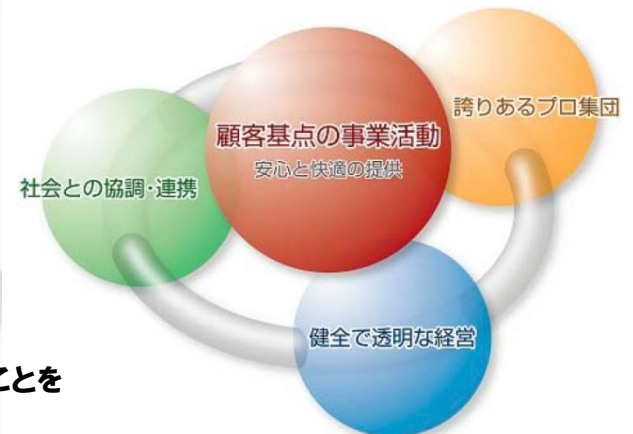 顧客基点の事業活動
安心と快適の提供
誇りあるプロ集団
社会との協調・連携
健全で透明な経営
ことを